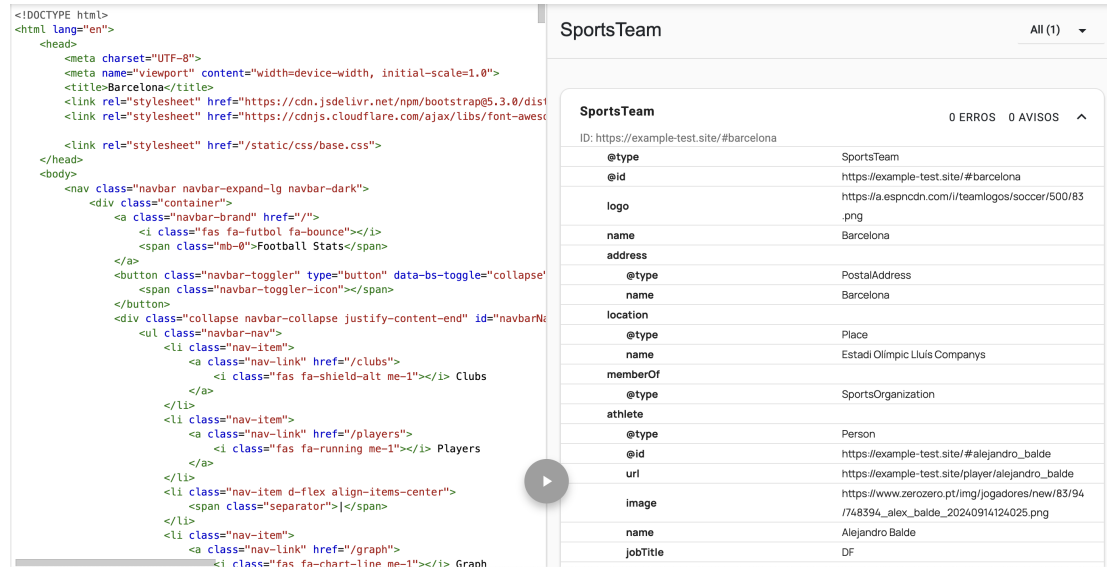 <!DOCTYPE html>
<html lang="en">
<head>
<meta charset="UTF-8">
<meta name="viewport" content="width=device-width, initial-scale=1.0">
<title>Barcelona</title>
<link rel="stylesheet" href="https://cdn.jsdelivr.net/npm/bootstrap@5.3.0/dist
<link rel="stylesheet" href="https://cdnjs.cloudflare.com/ajax/libs/font-aweso
<link rel="stylesheet" href="/static/css/base.css">
</head>
<body>
<nav class="navbar navbar-expand-lg navbar-dark">
<div class="container">
<a class="navbar-brand" href="/">
<i class="fas fa-futbol fa-bounce"></i>
<span class="mb-0">Football Stats</span>
</a>
<button class="navbar-toggler" type="button" data-bs-toggle="collapse"
<span class="navbar-toggler-icon"></span>
</button>
<div class="collapse navbar-collapse justify-content-end" id="navbarNa
<ul class="navbar-nav">
<li class="nav-item">
<a class="nav-link" href="/clubs">
<i class="fas fa-shield-alt me-1"></i> Clubs
</a>
</li>
<li class="nav-item">
<a class="nav-link" href="/players">
<i class="fas fa-running me-1"></i> Players
</a>
</li>
<li class="nav-item d-flex align-items-center">
<span class="separator">|</span>
</li>
<li class="nav-item">
<a class="nav-link" href="/graph">
<i class="fas fa-chart-line me-1"></i> Graph
SportsTeam
All (1)
SportsTeam
0 ERROS 0 AVISOS
ID: https://example-test.site/#barcelona
@type SportsTeam
@id https://example-test.site/#barcelona
logo https://a.espncdn.com/i/teamlogos/soccer/500/83
.png
name Barcelona
address
@type PostalAddress
name Barcelona
location
@type Place
name Estadi Olímpic Lluís Companys
memberOf
@type SportsOrganization
athlete
@type Person
@id https://example-test.site/#alejandro_balde
url https://example-test.site/player/alejandro_balde
image https://www.zerozero.pt/img/jogadores/new/83/94
/748394_alex_balde_20240914124025.png
name Alejandro Balde
jobTitle DF